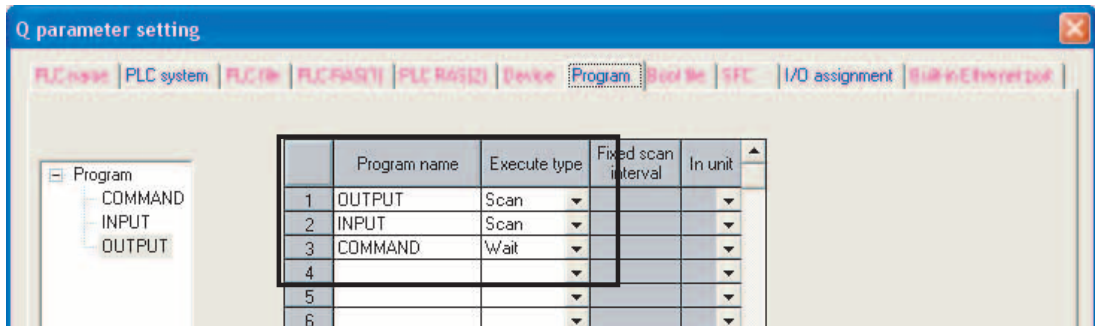 Q parameter setting
PLC name PLC system PLC file PLC RAS(1) PLC RAS(2) Device Program Boot file SFC I/O assignment Built-in Ethernet port
Program name Execute type Fixed scan interval In unit
Program
COMMAND
INPUT
OUTPUT
1 OUTPUT Scan
2 INPUT Scan
3 COMMAND Wait
4
5
6